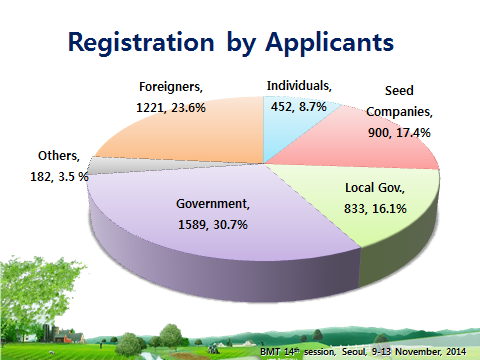 Registration by Applicants
Foreigners,
1221, 23.6%
Individuals,
452, 8.7%
Seed
Companies,
900, 17.4%
Others,
182, 3.5 %
Local Gov.,
833, 16.1%
Government,
1589, 30.7%
BMT 14th session, Seoul, 9-13 November, 2014